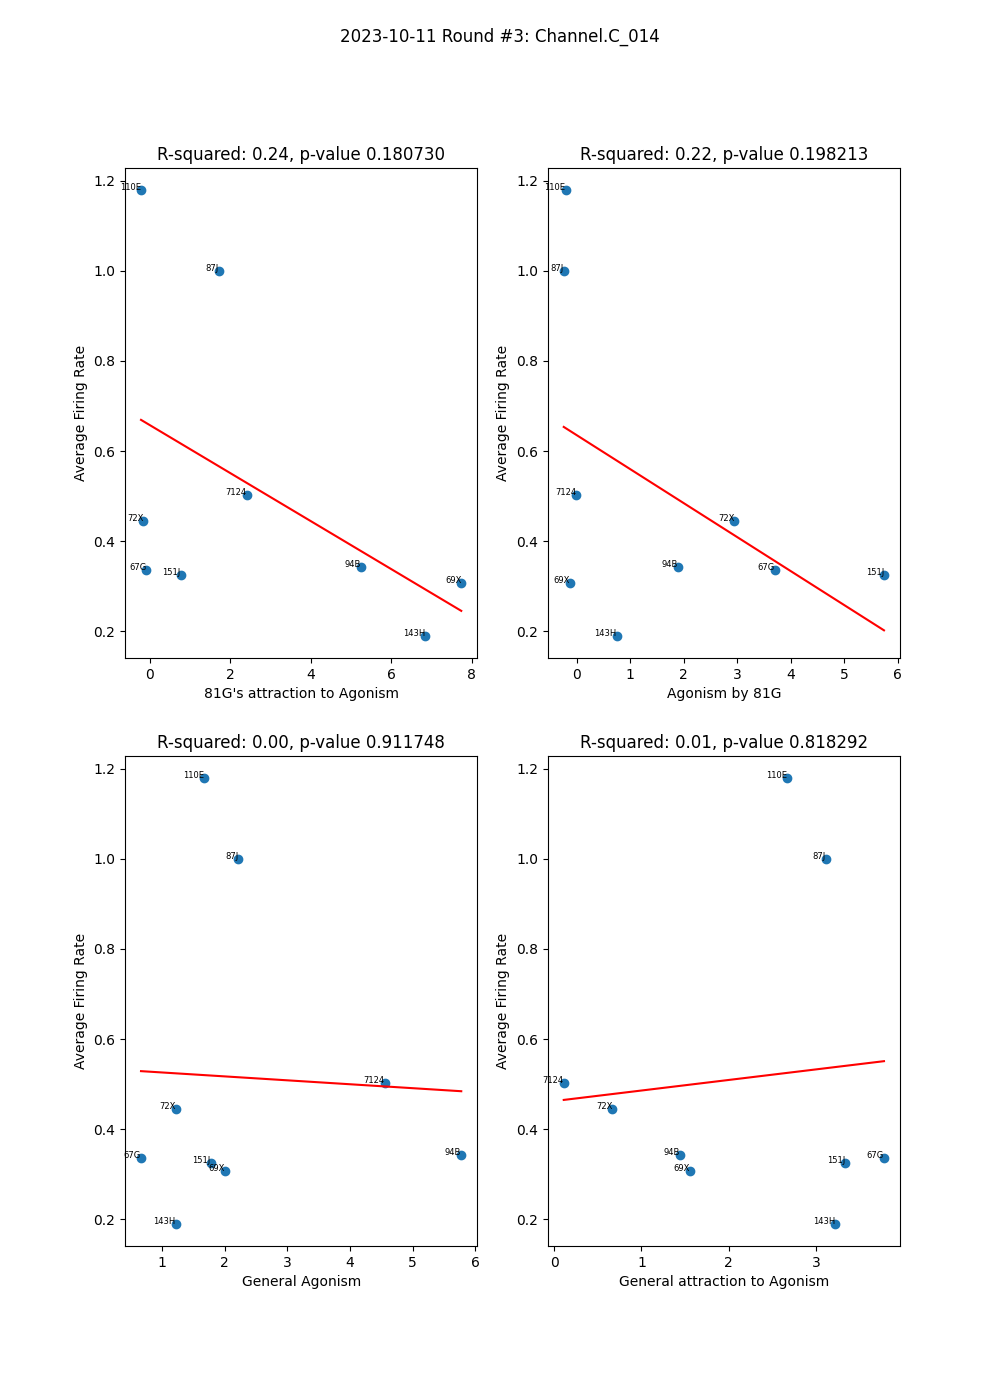 2023-10-11 Round #3: Channel.C_014
R-squared: 0.24, p-value 0.180730
1.2
1.0
0.8
0.6
0.4
0.2
Average Firing Rate
110E
87J
7124
72X
67G
151J
94B
69X
143H
0 2 4 6 8
81G's attraction to Agonism
R-squared: 0.22, p-value 0.198213
1.2
1.0
0.8
0.6
0.4
0.2
Average Firing Rate
110E
87J
7124
72X
94B
67G
151J
69X
143H
0 1 2 3 4 5 6
Agonism by 81G
R-squared: 0.00, p-value 0.911748
1.2
1.0
0.8
0.6
0.4
0.2
Average Firing Rate
110E
87J
7124
72X
67G
151J
69X
94B
143H
1 2 3 4 5 6
General Agonism
R-squared: 0.01, p-value 0.818292
1.2
1.0
0.8
0.6
0.4
0.2
Average Firing Rate
110E
87J
7124
72X
94B
69X
151J
67G
143H
0 1 2 3
General attraction to Agonism